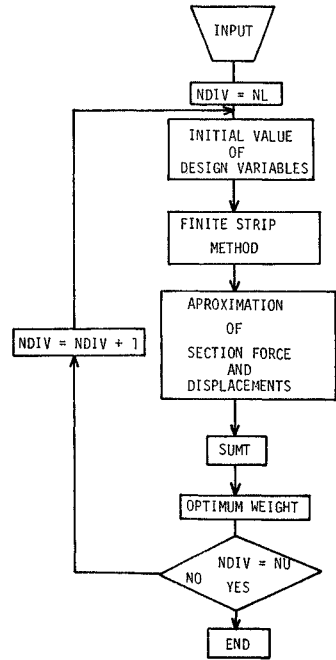 INPUT
NDIV = NL
INITIAL VALUE
OF
DESIGN VARIABLES
FINITE STRIP
METHOD
APROXIMATION
OF
SECTION FORCE
AND
DISPLACEMENTS
NDIV = NDIV + 1
SUMT
OPTIMUM WEIGHT
NDIV = NU
NO
YES
END